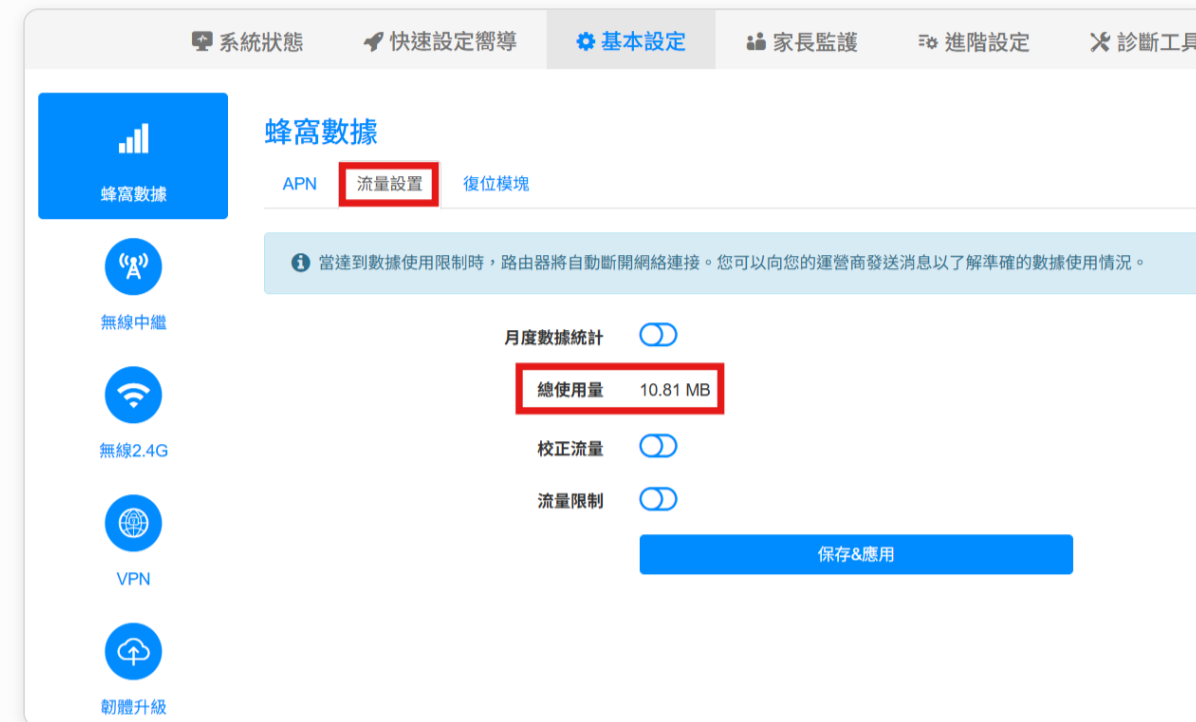 系統狀態 快速設定嚮導 基本設定 家長監護 進階設定 診斷工具
蜂窩數據
無線中繼
無線2.4G
VPN
韌體升級
蜂窩數據
APN 流量設置 復位模塊
當達到數據使用限制時，路由器將自動斷開網絡連接。您可以向您的運營商發送消息以了解準確的數據使用情況。
月度數據統計
總使用量 10.81 MB
校正流量
流量限制
保存&應用